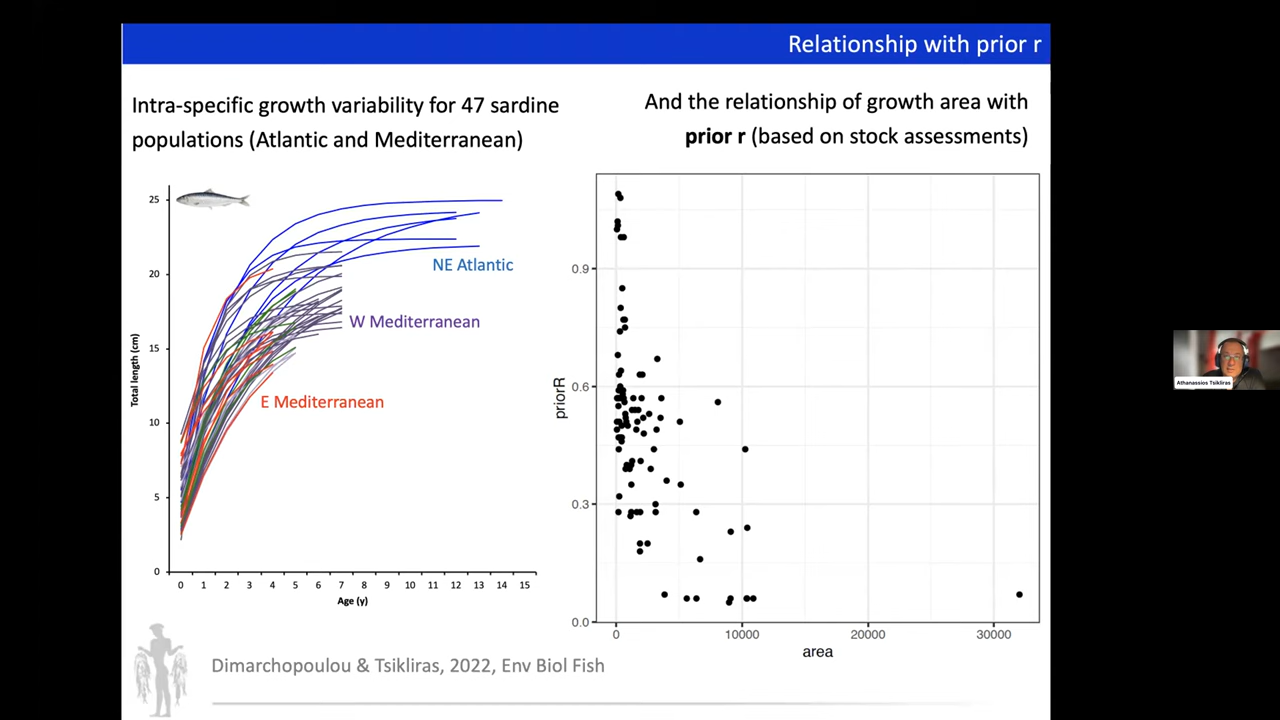 Relationship with prior r
Intra-specific growth variability for 47 sardine
populations (Atlantic and Mediterranean)
And the relationship of growth area with
prior r (based on stock assessments)
25
20
15
10
5
0
Total length (cm)
NE Atlantic
W Mediterranean
E Mediterranean
0 1 2 3 4 5 6 7 8 9 10 11 12 13 14 15
Age (y)
0.9
0.6
0.3
0.0
priorR
0 10000 20000 30000
area
Athanassios Tsikliras
Dimarchopoulou & Tsikliras, 2022, Env Biol Fish